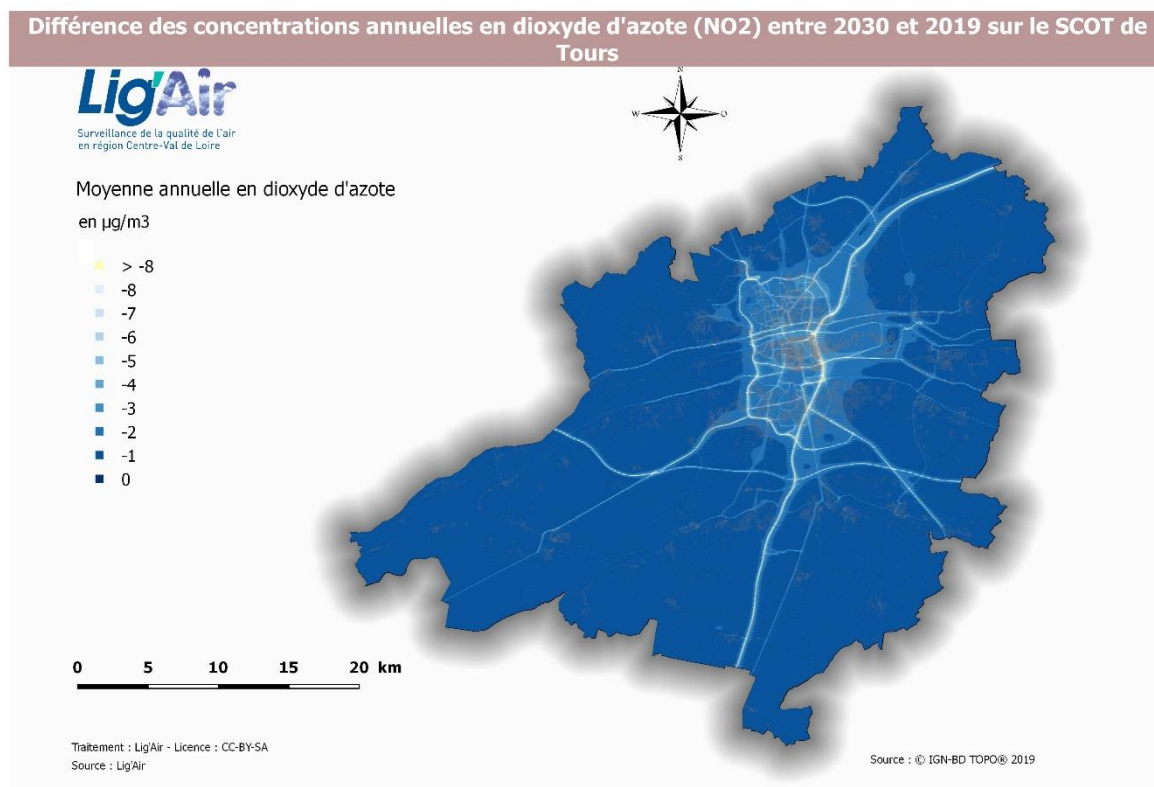 Différence des concentrations annuelles en dioxyde d'azote (NO2) entre 2030 et 2019 sur le SCOT de
Tours
Lig'Air
Surveillance de la qualité de l'air
en région Centre-Val de Loire
N
W
O
S
Moyenne annuelle en dioxyde d'azote
en µg/m3
> -8
-8
-7
-6
-5
-4
-3
-2
-1
0
0 5 10 15 20 km
Traitement : Lig'Air - Licence : CC-BY-SA
Source : Lig'Air
Source : © IGN-BD TOPO® 2019